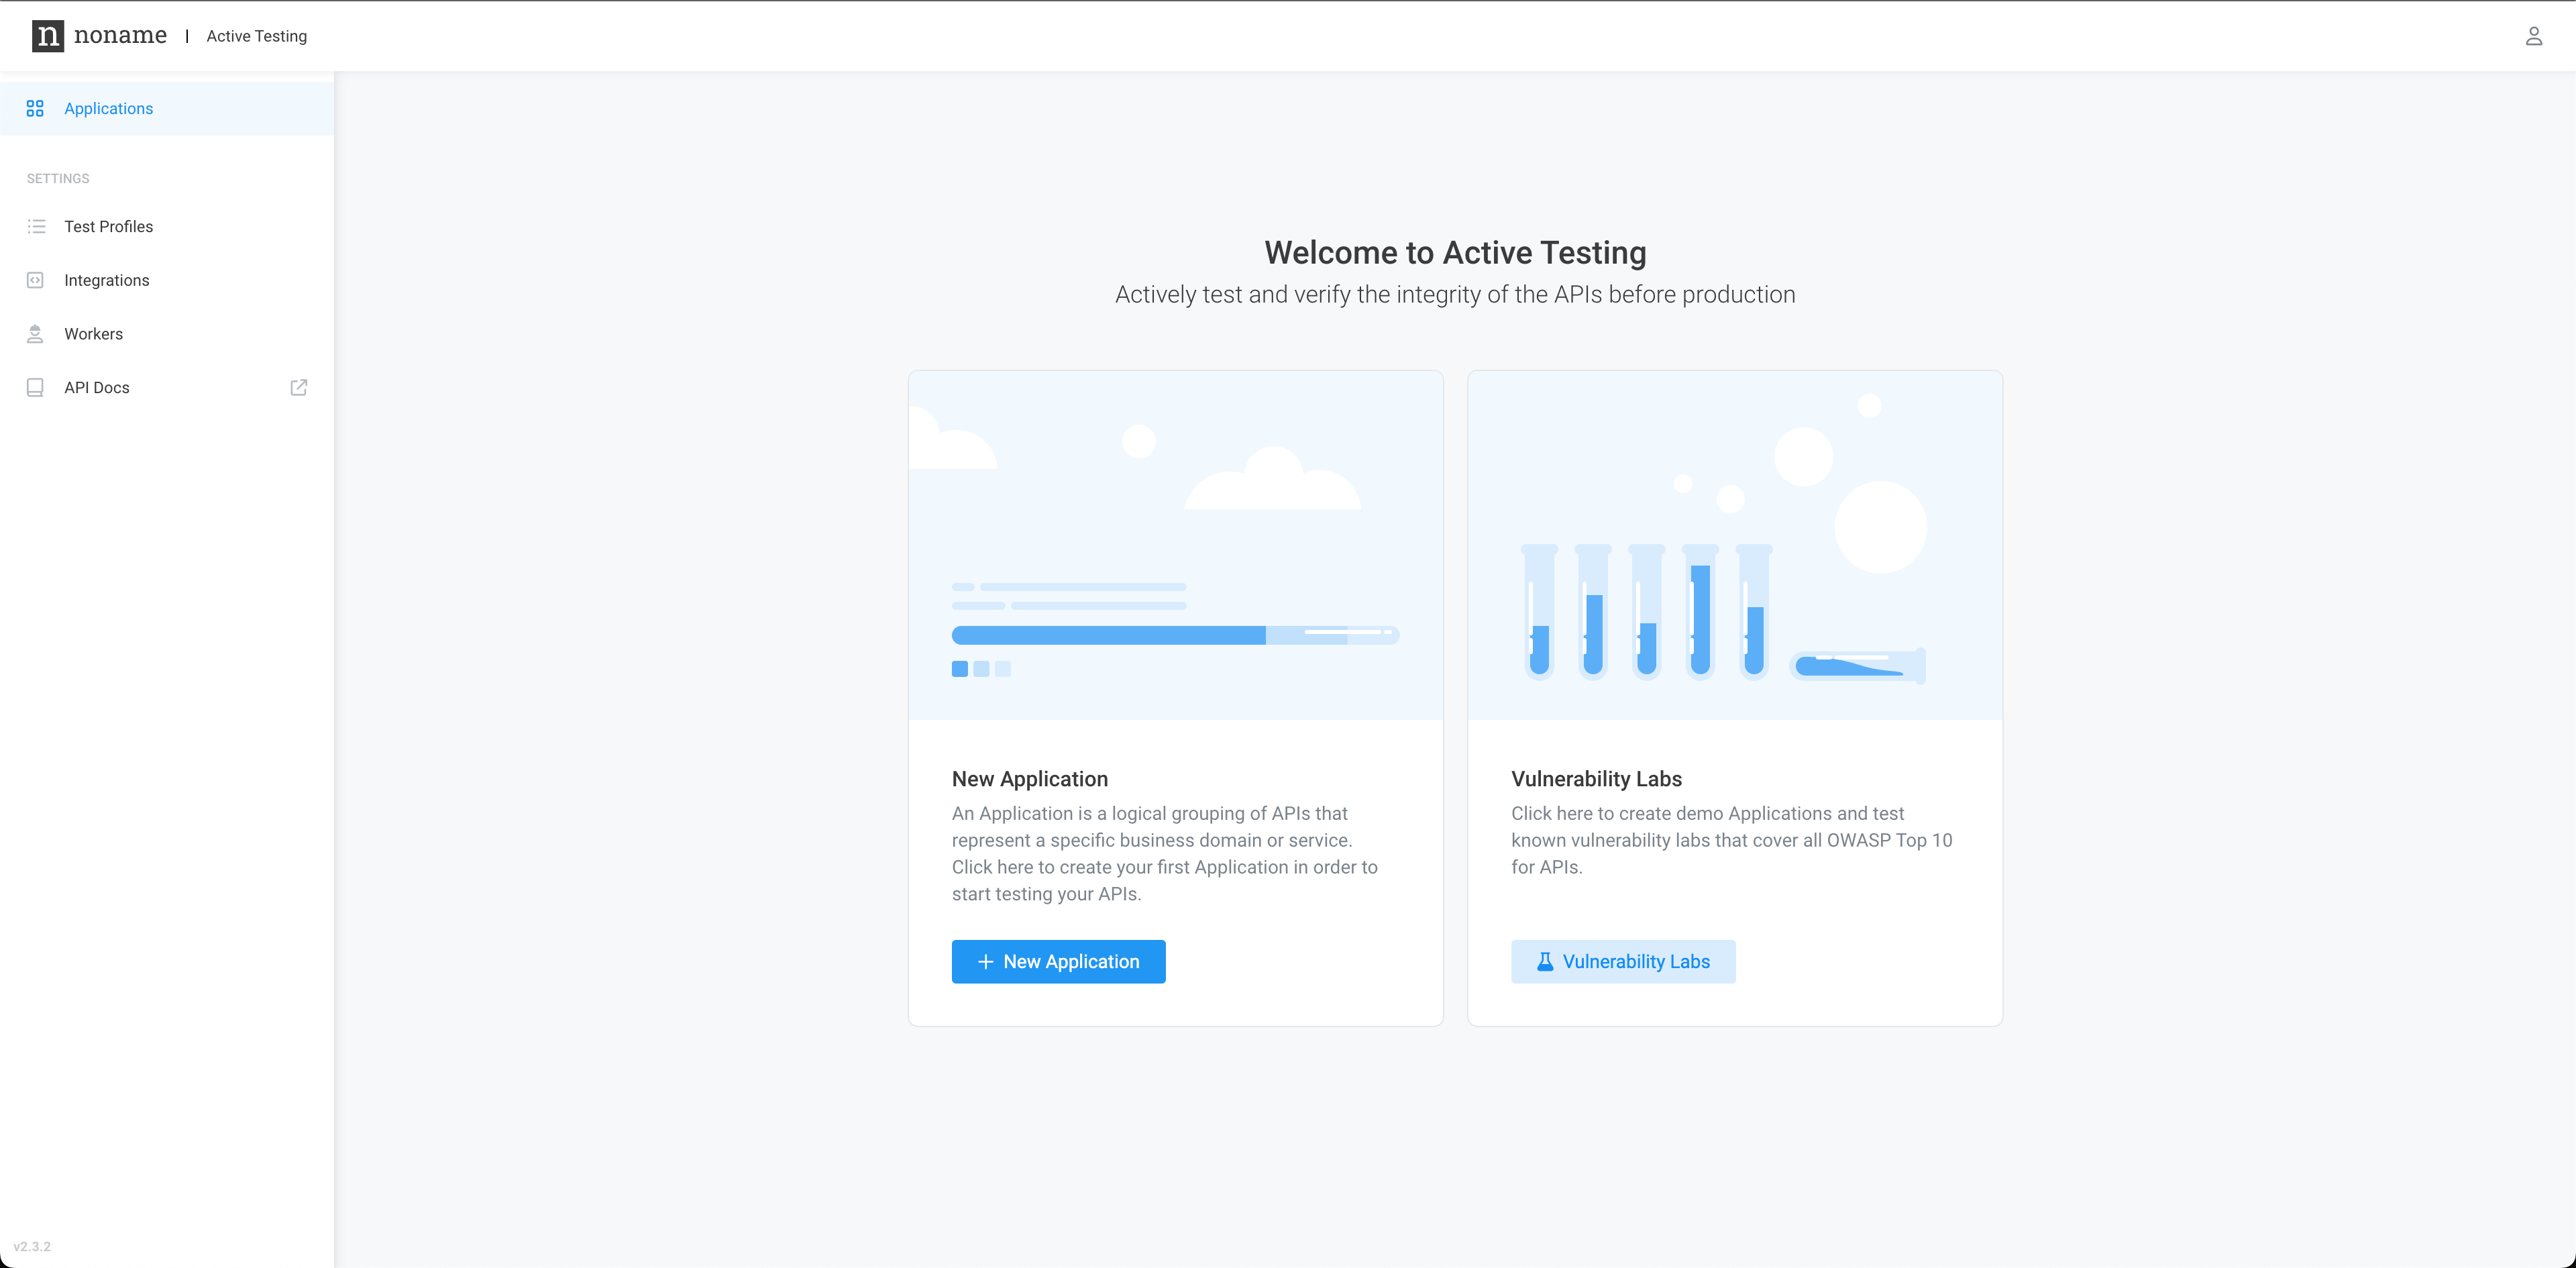 n noname | Active Testing
Applications
SETTINGS
Test Profiles
Integrations
Workers
API Docs
Welcome to Active Testing
Actively test and verify the integrity of the APIs before production
New Application
An Application is a logical grouping of APIs that
represent a specific business domain or service.
Click here to create your first Application in order to
start testing your APIs.
+ New Application
Vulnerability Labs
Click here to create demo Applications and test
known vulnerability labs that cover all OWASP Top 10
for APIs.
Vulnerability Labs
v2.3.2